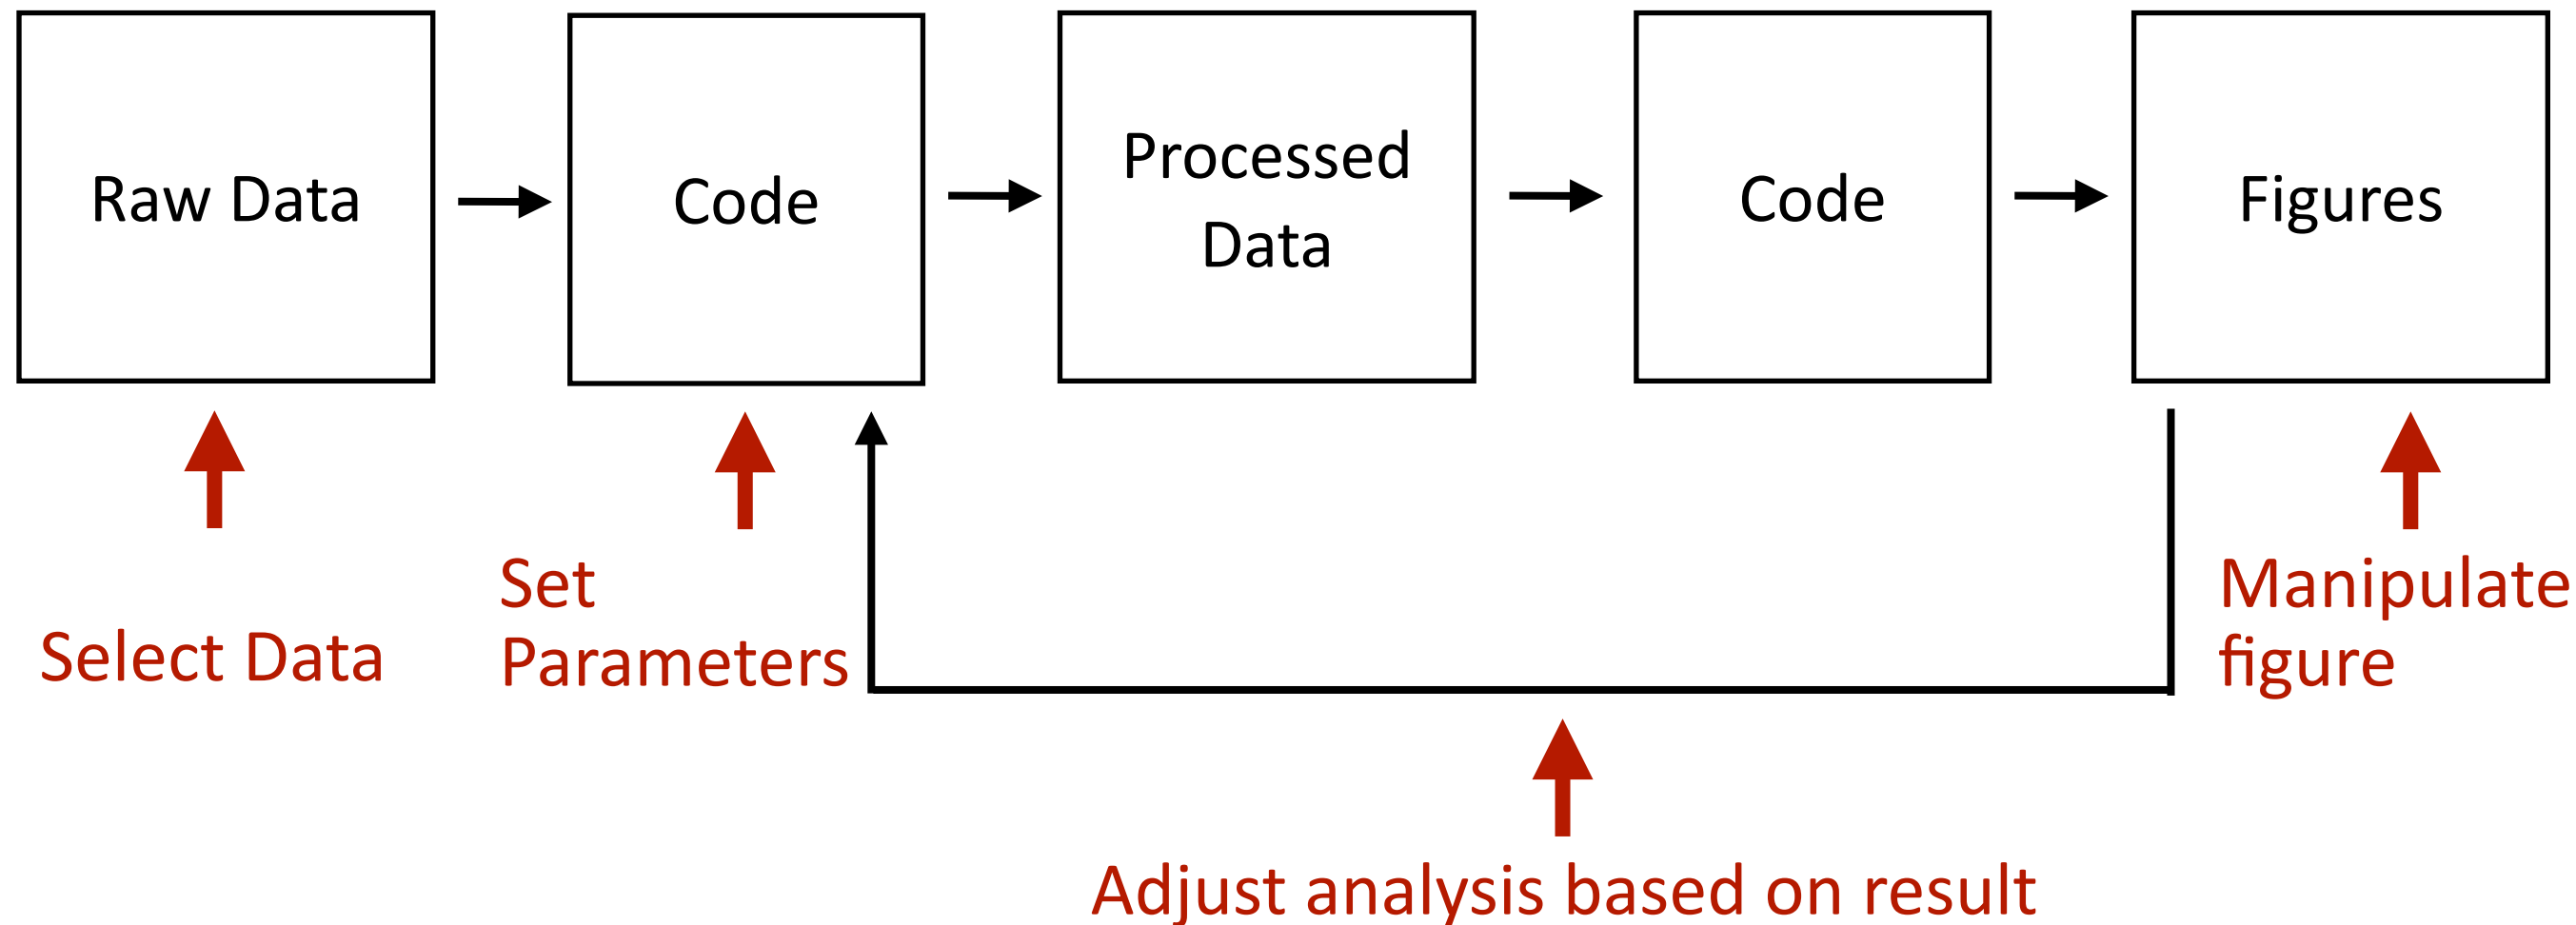 Raw Data
Code
Processed
Data
Code
Figures
Select Data
Set
Parameters
Manipulate
figure
Adjust analysis based on result